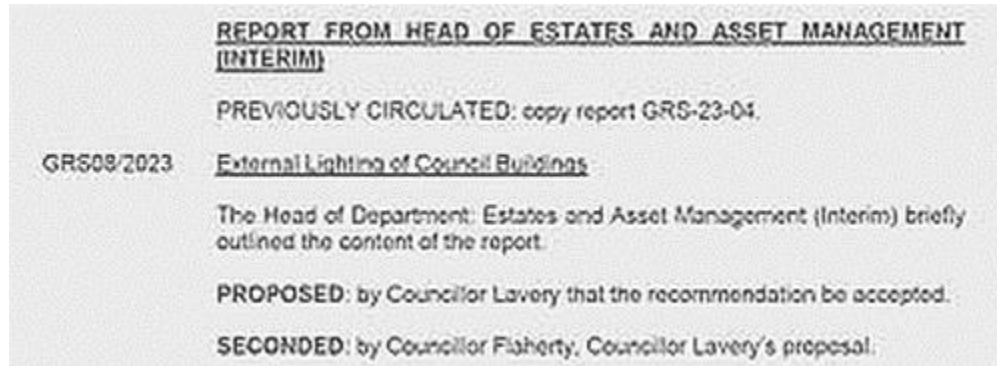 REPORT FROM HEAD OF ESTATES AND ASSET MANAGEMENT
(INTERIM)
PREVIOUSLY CIRCULATED: copy report GRS-23-04.
GRS08/2023 External Lighting of Council Buildings
The Head of Department: Estates and Asset Management (Interim) briefly
outlined the content of the report.
PROPOSED: by Councillor Lavery that the recommendation be accepted.
SECONDED: by Councillor Flaherty, Councillor Lavery's proposal.